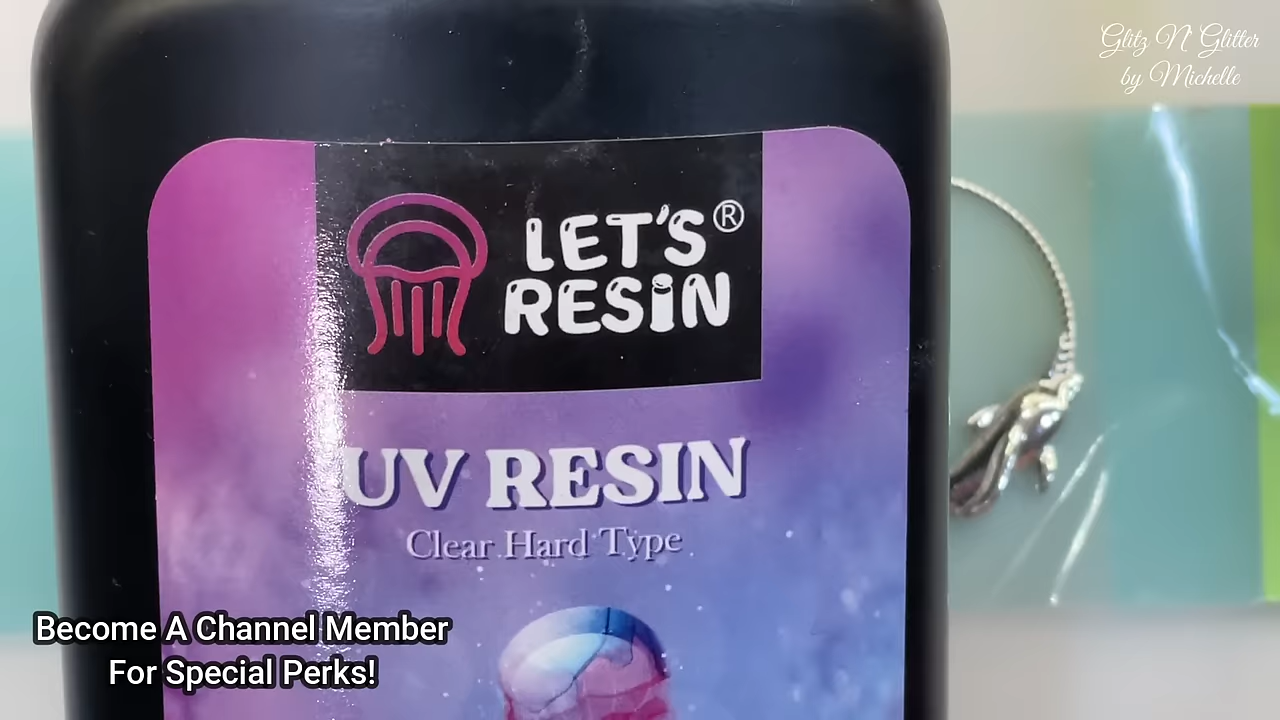 Glitz N' Glitter
by Michelle
LET'S
RESIN®
UV RESIN
Clear Hard Type
Become A Channel Member
For Special Perks!